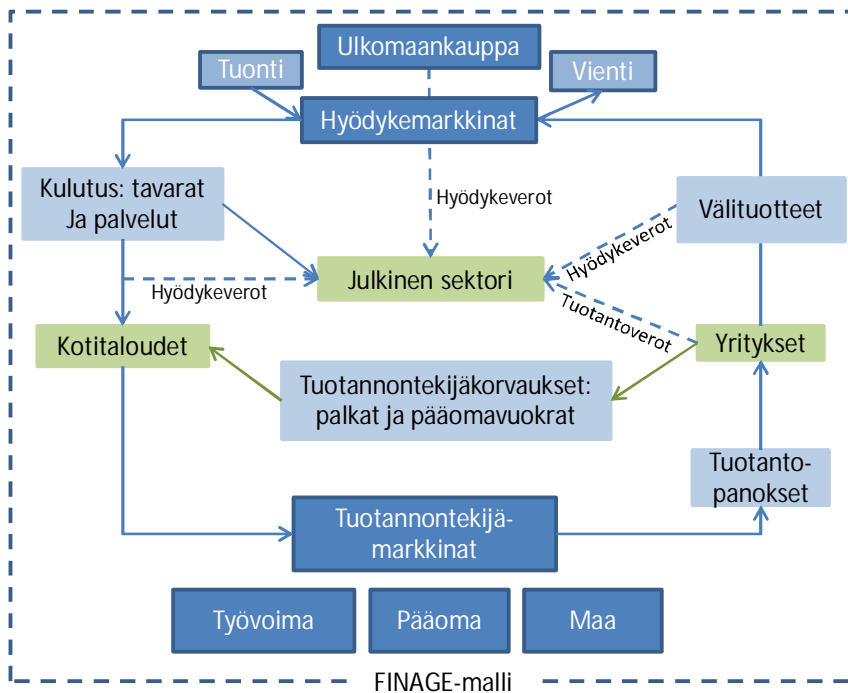 Ulkomaankauppa
Tuonti
Vienti
Hyödykemarkkinat
Kulutus: tavarat
Ja palvelut
Hyödykeverot
Välituotteet
Hyödykeverot
Julkinen sektori
Hyödykeverot
Tuotantoverot
Kotitaloudet
Yritykset
Tuotannontekijäkorvaukset:
palkat ja pääomavuokrat
Tuotanto-
panokset
Tuotannontekijä-
markkinat
Työvoima
Pääoma
Maa
FINAGE-malli